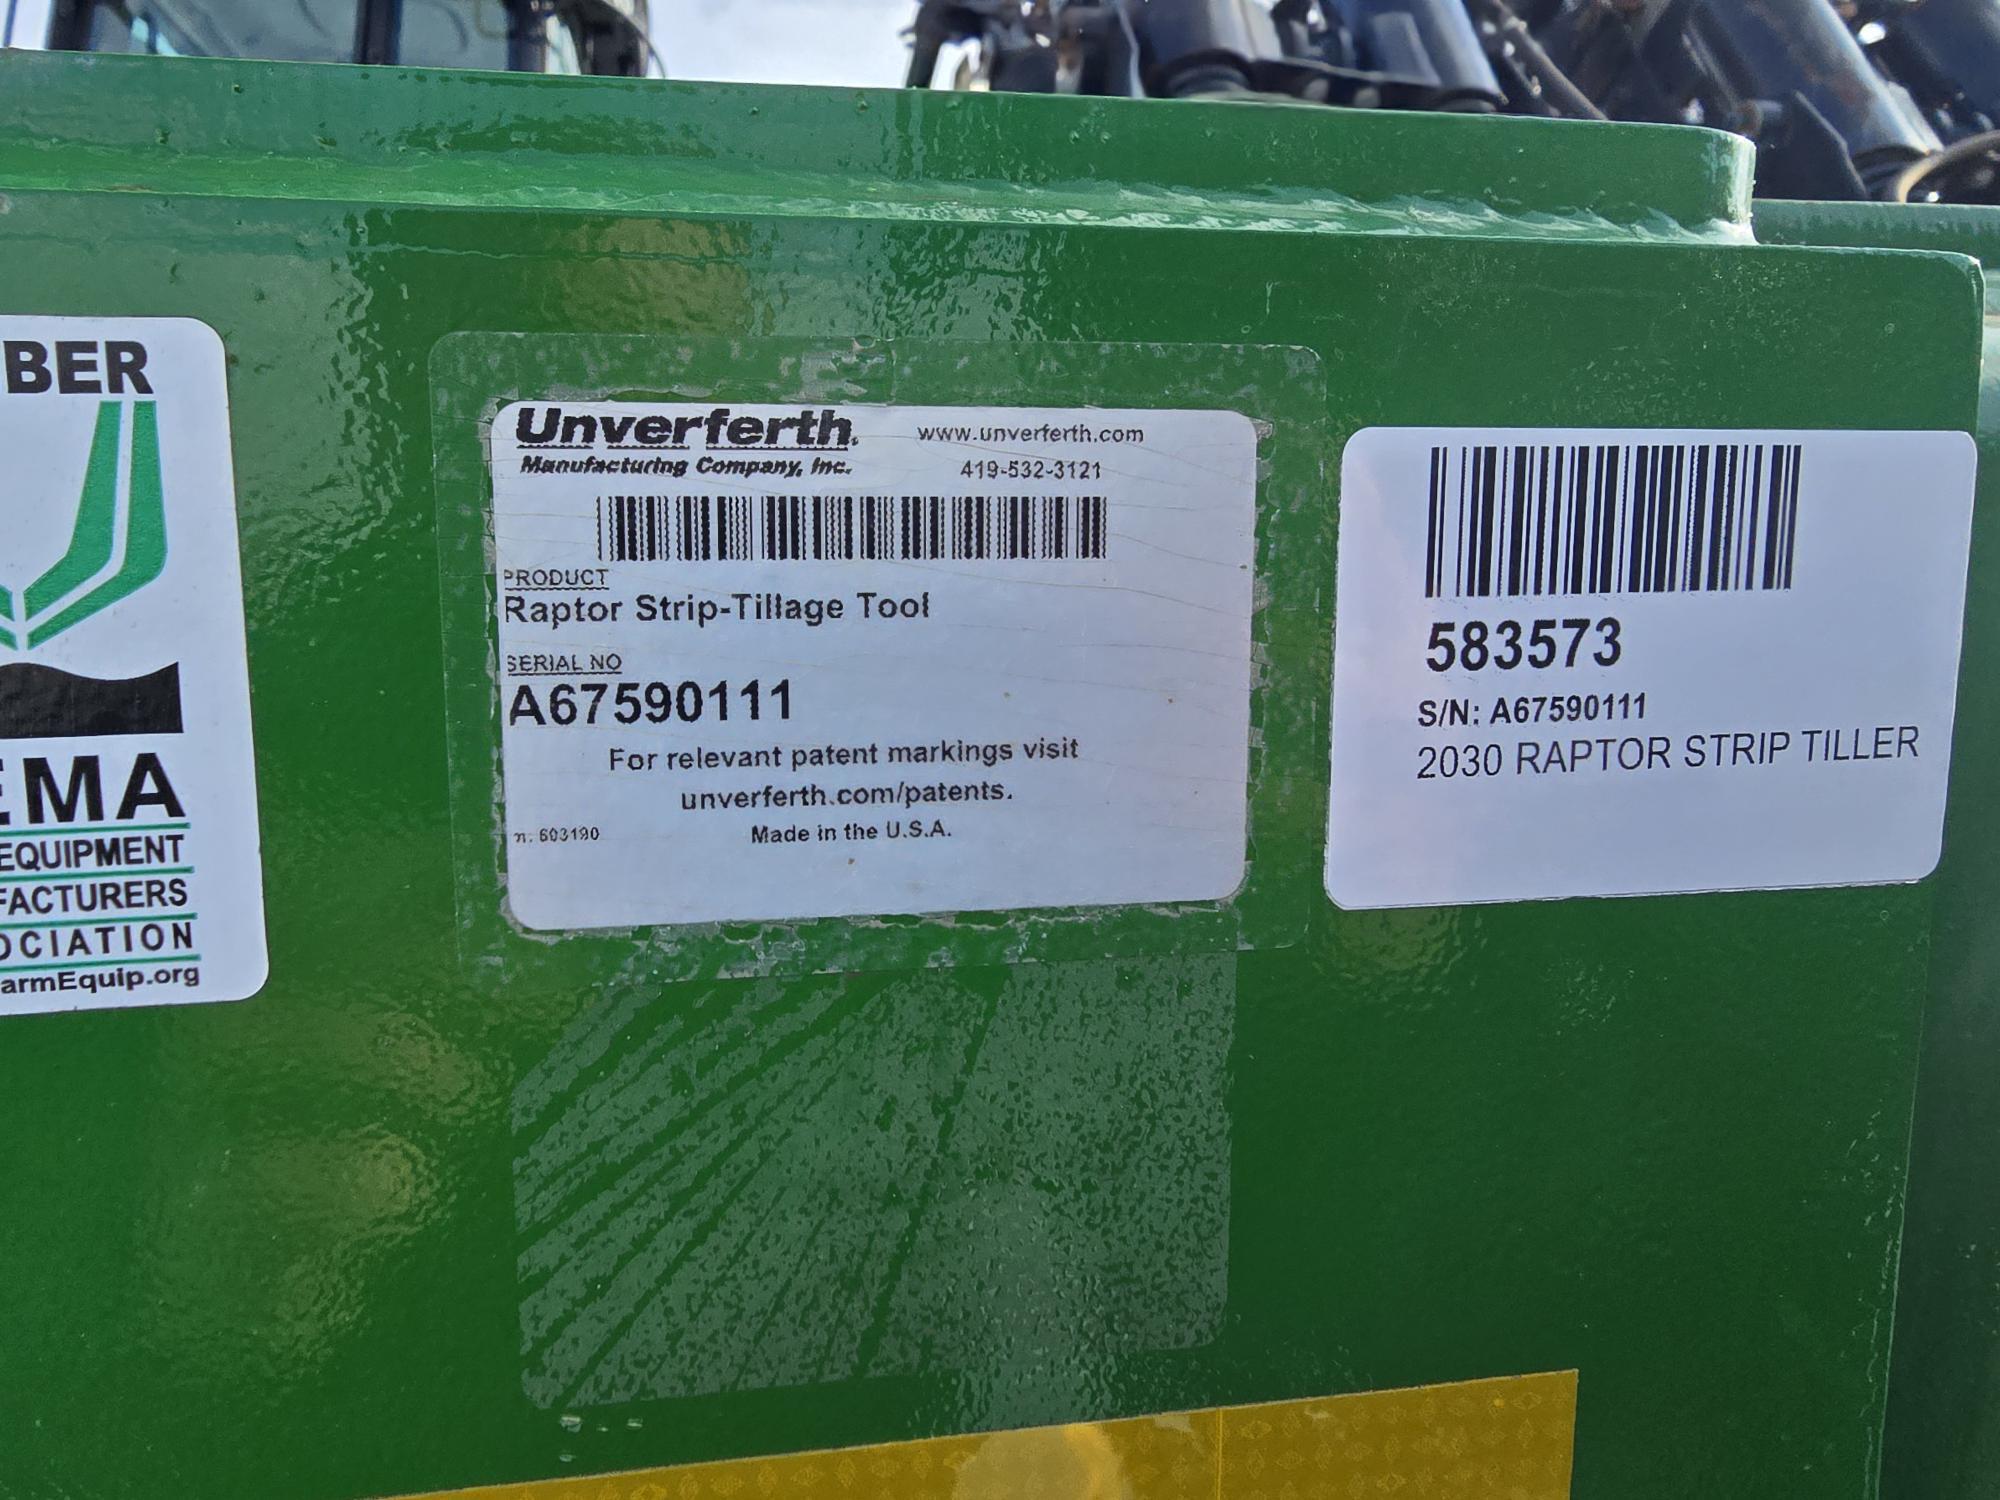 BER
EMA
EQUIPMENT
FACTURERS
OCIATION
armEquip.org
Unverferth
Manufacturing Company, Inc.
www.unverferth.com
419-532-3121
PRODUCT
Raptor Strip-Tillage Tool
SERIAL NO
A67590111
For relevant patent markings visit
unverferth.com/patents.
n: 603190
Made in the U.S.A.
583573
S/N: A67590111
2030 RAPTOR STRIP TILLER